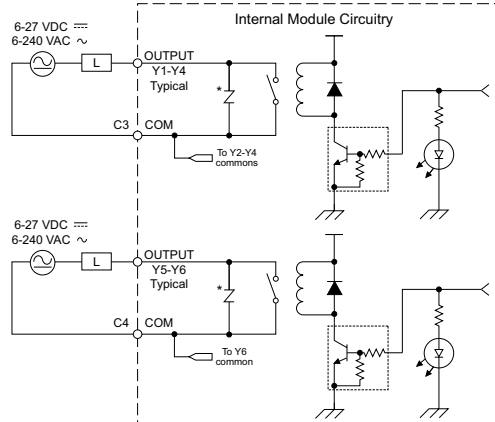 Internal Module Circuitry
6-27 VDC ⎓
6-240 VAC ∿
L
OUTPUT
Y1-Y4
Typical
*
C3
COM
To Y2-Y4
commons
6-27 VDC ⎓
6-240 VAC ∿
L
OUTPUT
Y5-Y6
Typical
*
C4
COM
To Y6
common